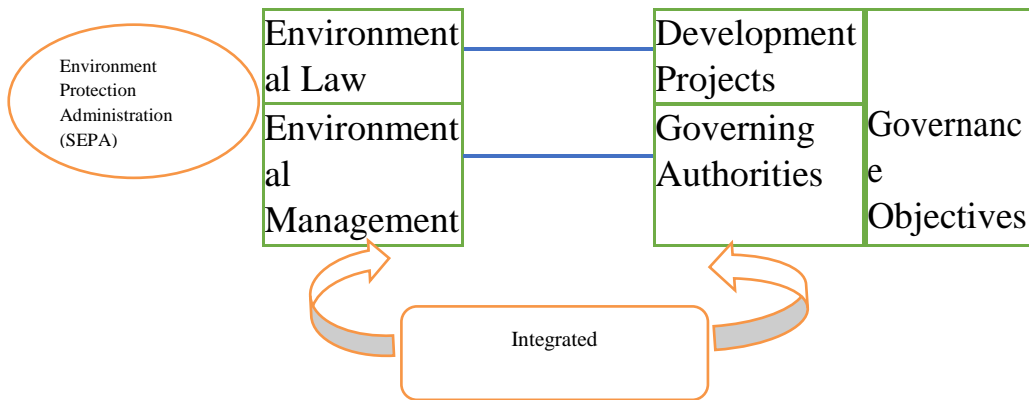 Environment
Protection
Administration
(SEPA)
Environment
al Law
Environment
al
Management
Development
Projects
Governing
Authorities
Governanc
e
Objectives
Integrated